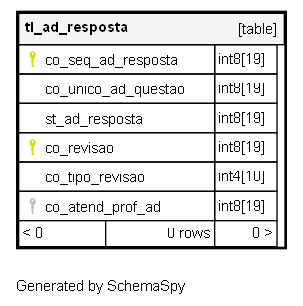 tl_ad_resposta [table]
co_seq_ad_resposta int8[19]
co_unico_ad_questao int8[19]
st_ad_resposta int8[19]
co_revisao int8[19]
co_tipo_revisao int4[10]
co_atend_prof_ad int8[19]
< 0 0 rows 0 >
Generated by SchemaSpy